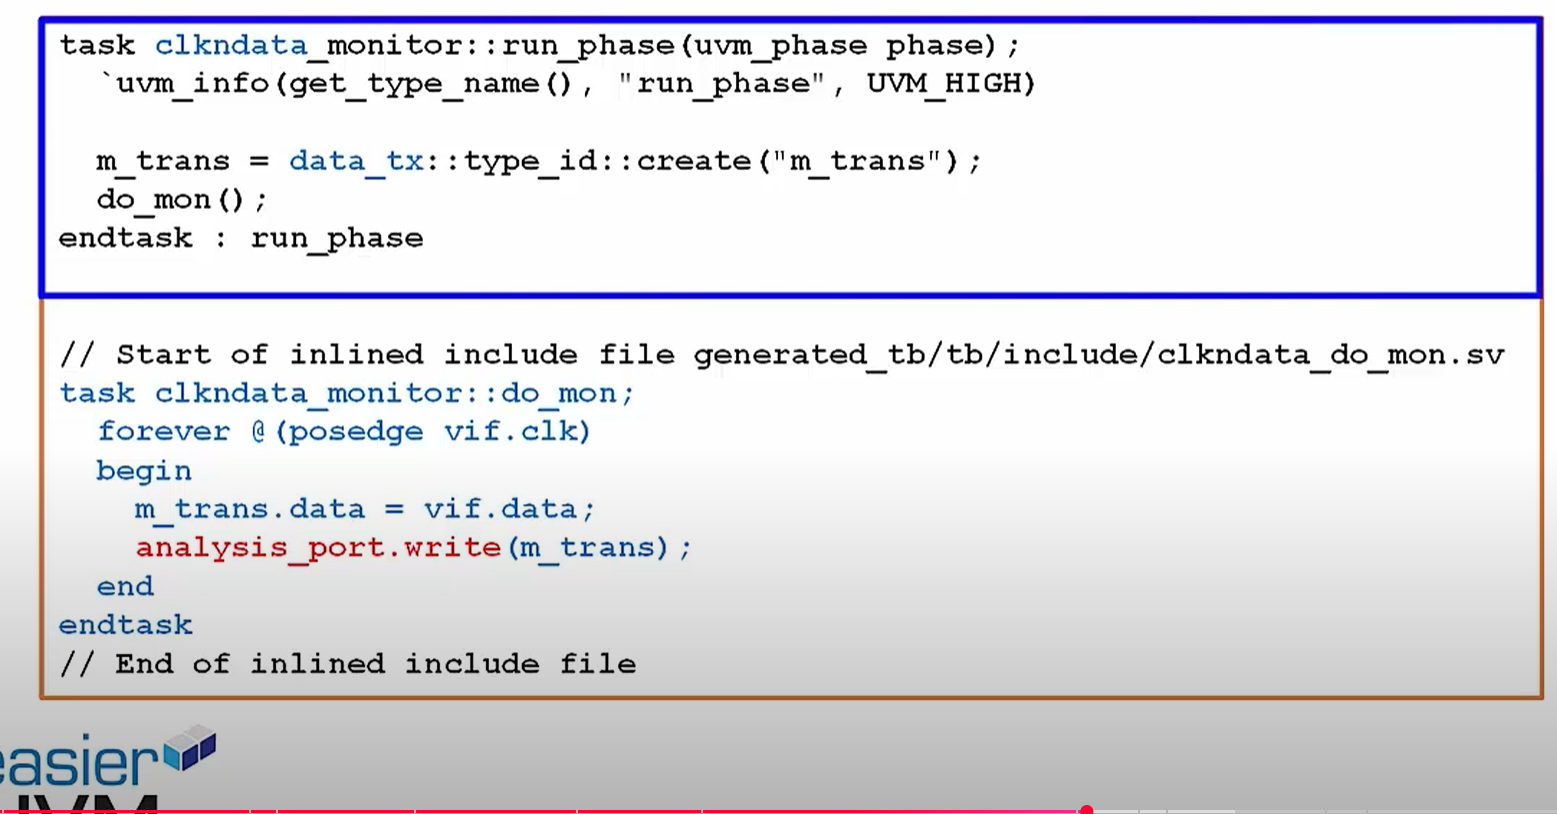 task clkndata_monitor::run_phase(uvm_phase phase);
`uvm_info(get_type_name(), "run_phase", UVM_HIGH)
m_trans = data_tx::type_id::create("m_trans");
do_mon();
endtask : run_phase
// Start of inlined include file generated_tb/tb/include/clkndata_do_mon.sv
task clkndata_monitor::do_mon;
forever @(posedge vif.clk)
begin
m_trans.data = vif.data;
analysis_port.write(m_trans);
end
endtask
// End of inlined include file
easier
UVM